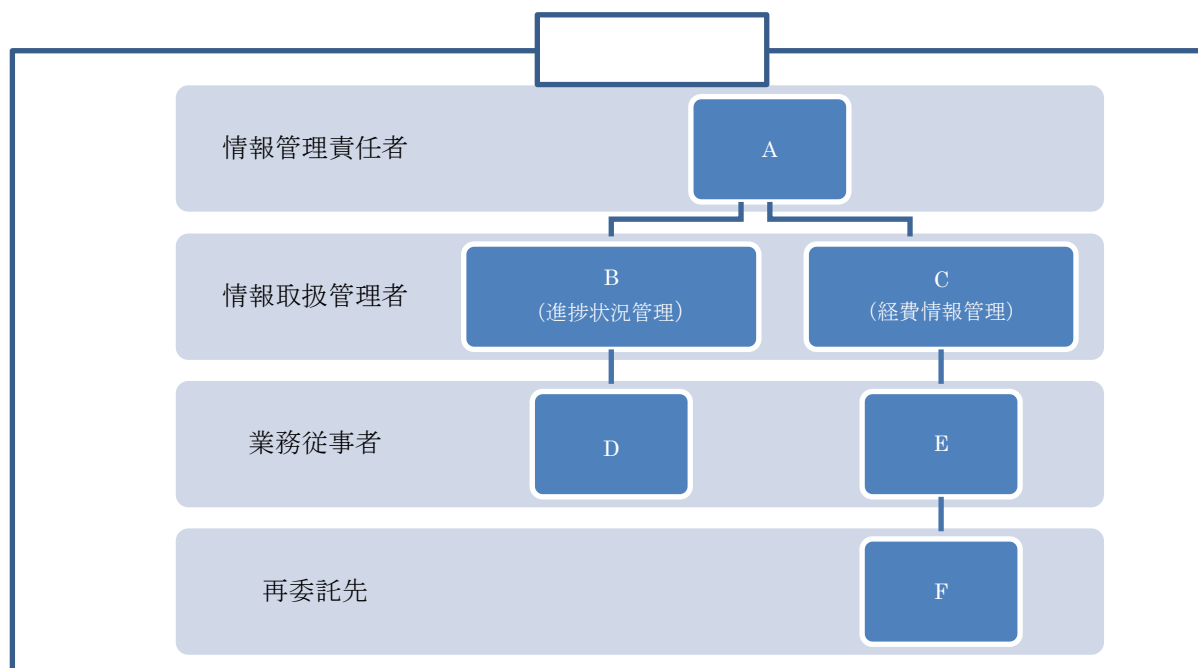 情報管理責任者
A
情報取扱管理者
B
（進捗状況管理）
C
（経費情報管理）
業務従事者
D
E
再委託先
F